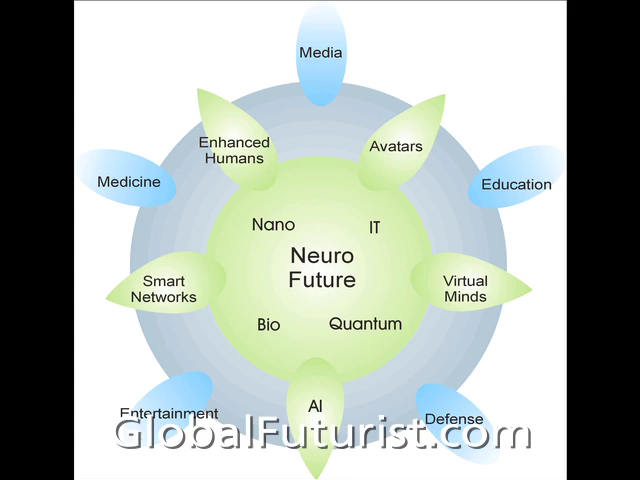 Media
Enhanced
Humans
Avatars
Medicine
Education
Nano
IT
Neuro
Future
Smart
Networks
Virtual
Minds
Bio
Quantum
AI
Entertainment
Defense
GlobalFuturist.com